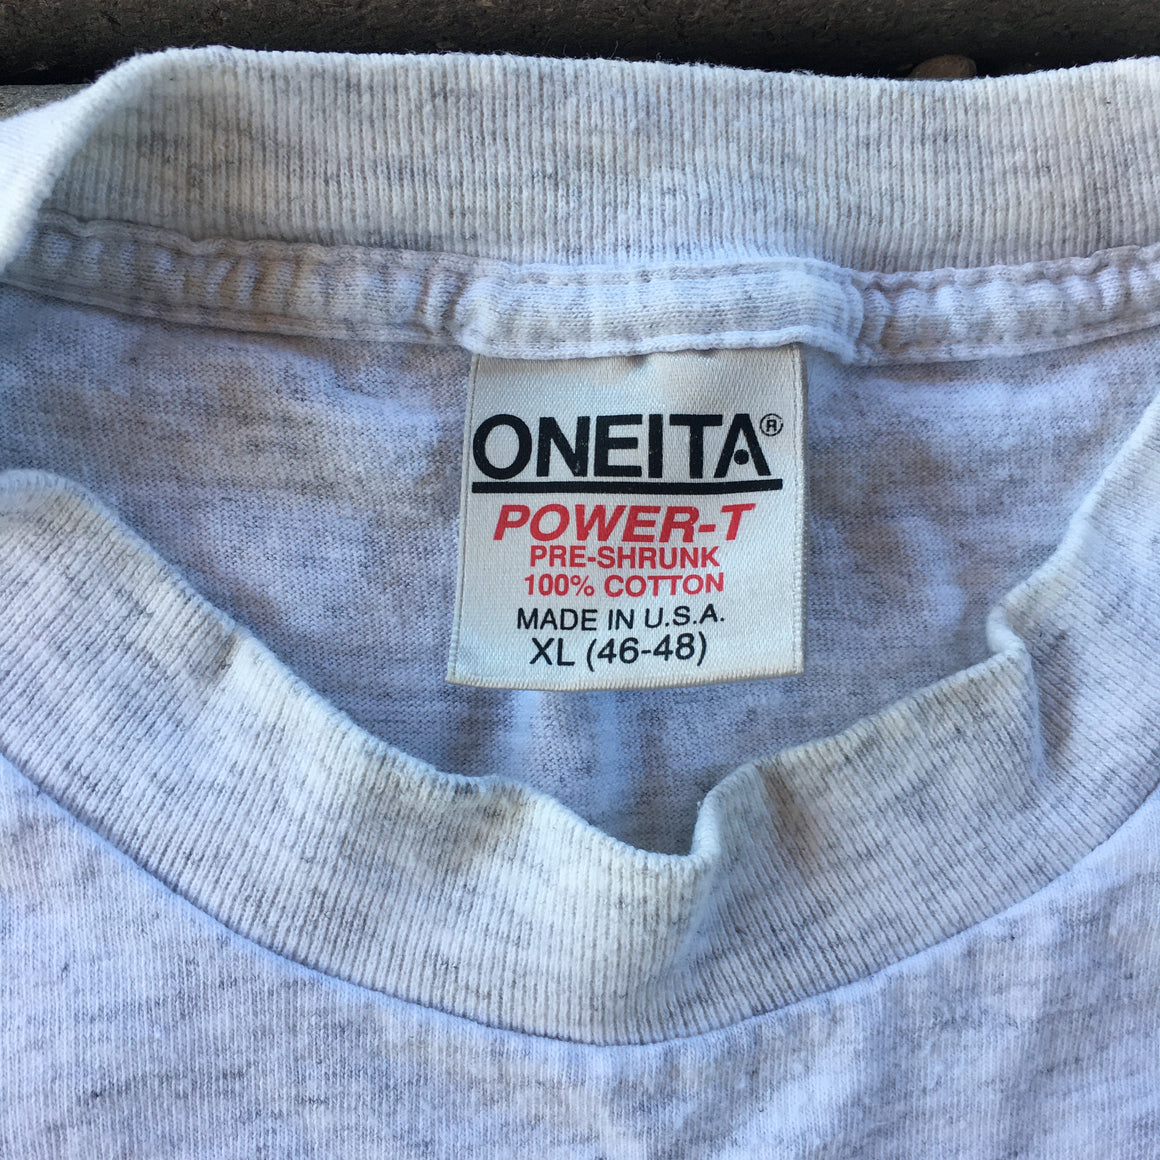 ONEITA®
POWER-T
PRE-SHRUNK
100% COTTON
MADE IN U.S.A.
XL (46-48)